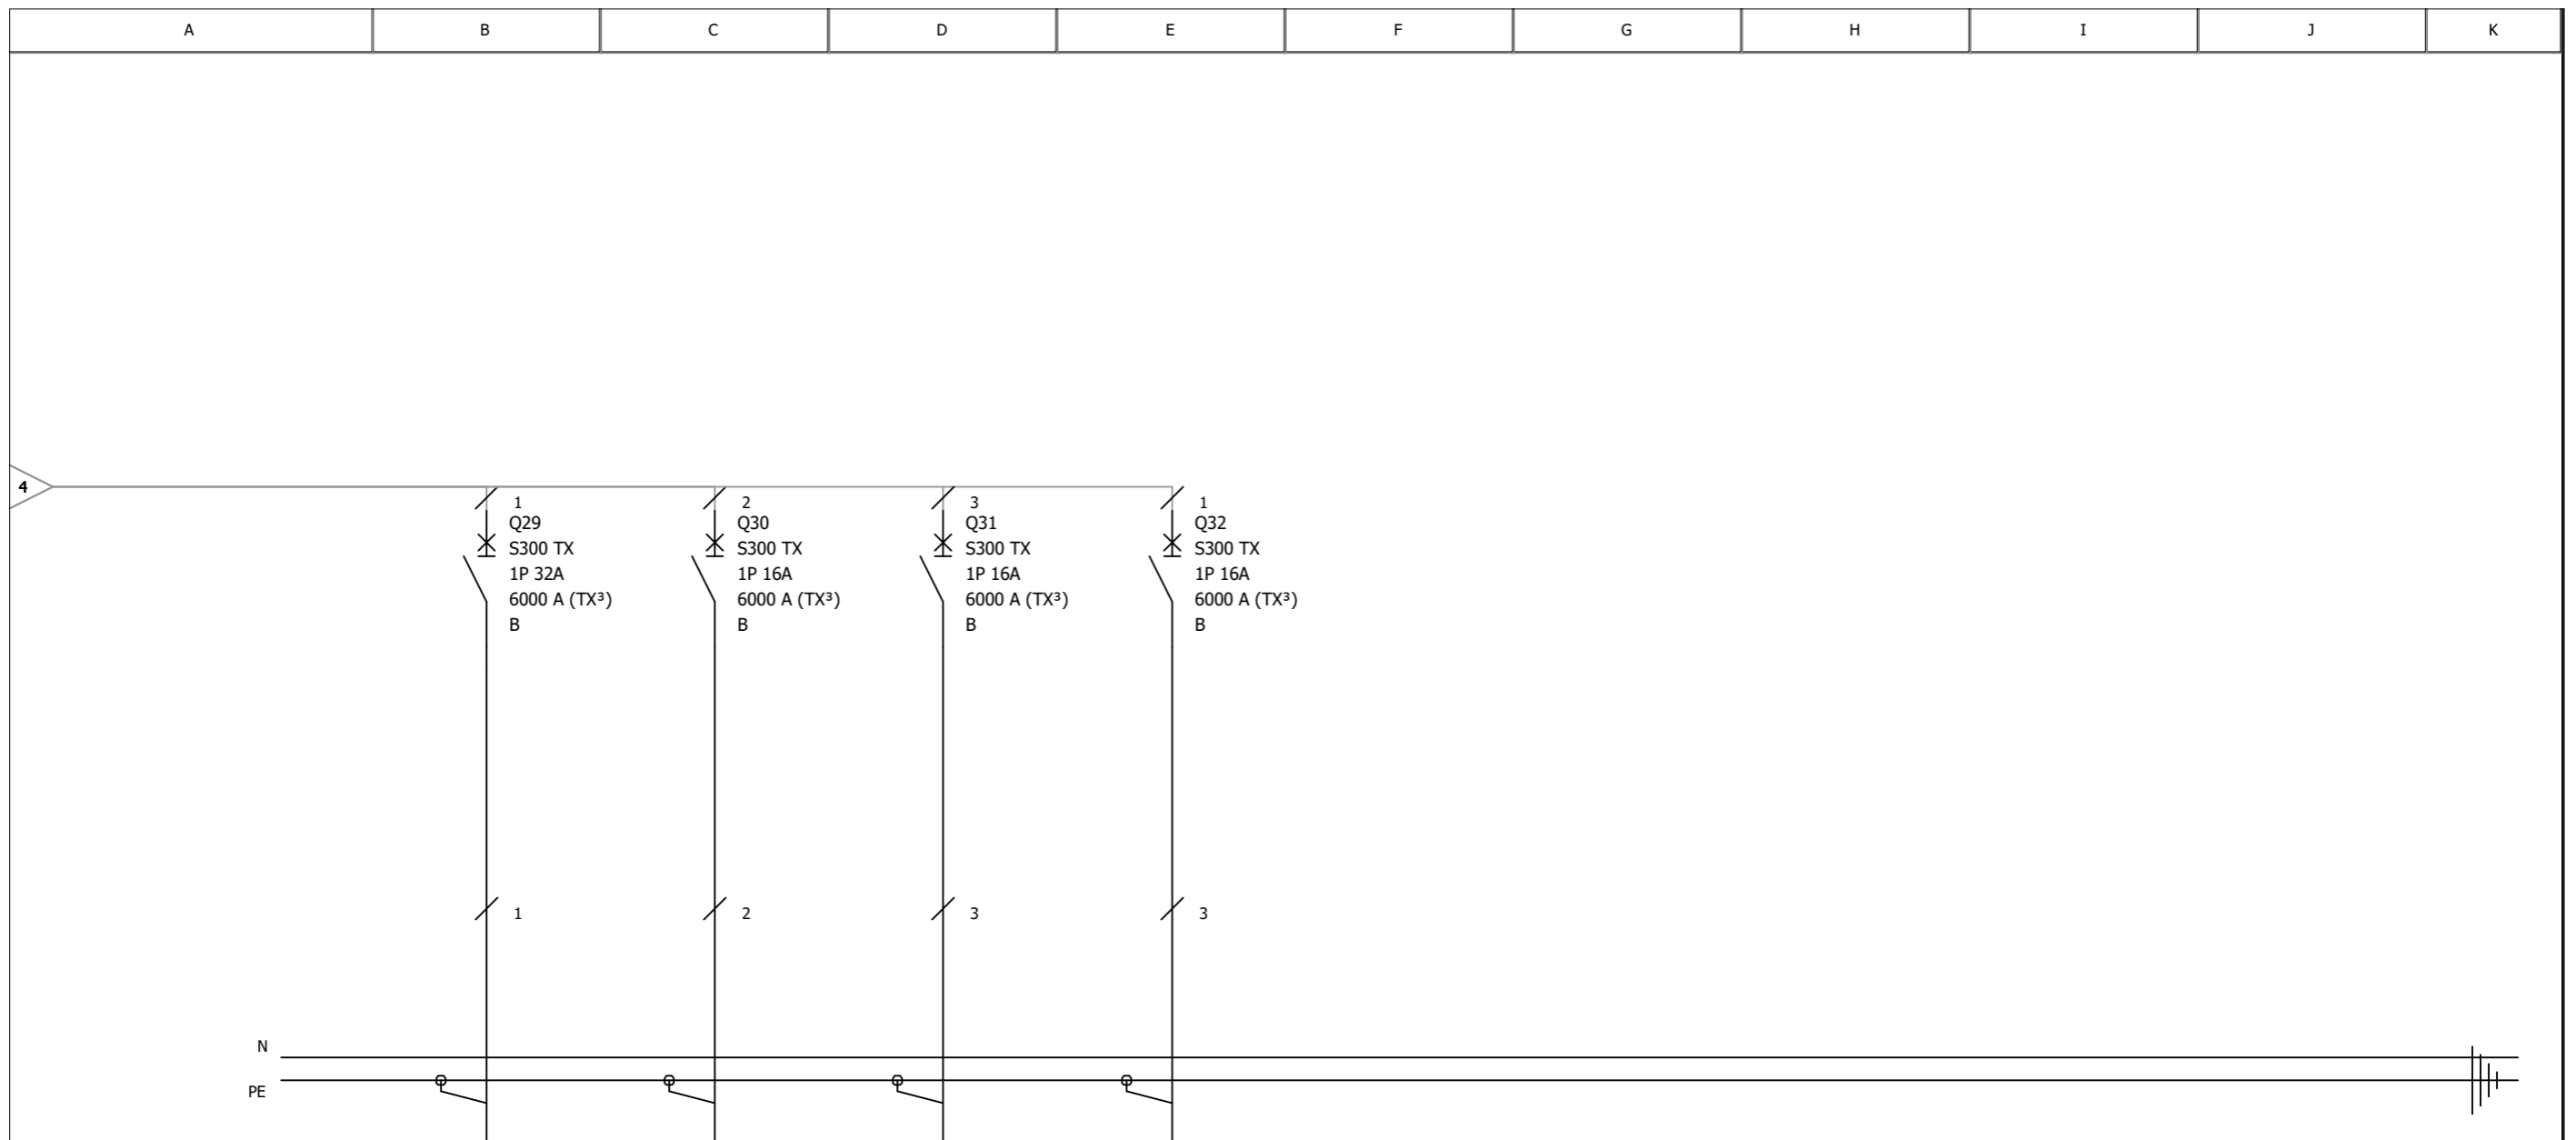 A B C D E F G H I J K
4
1 2 3 1
Q29 Q30 Q31 Q32
S300 TX S300 TX S300 TX S300 TX
1P 32A 1P 16A 1P 16A 1P 16A
6000 A (TX³) 6000 A (TX³) 6000 A (TX³) 6000 A (TX³)
B B B B
1 2 3 3
N
PE